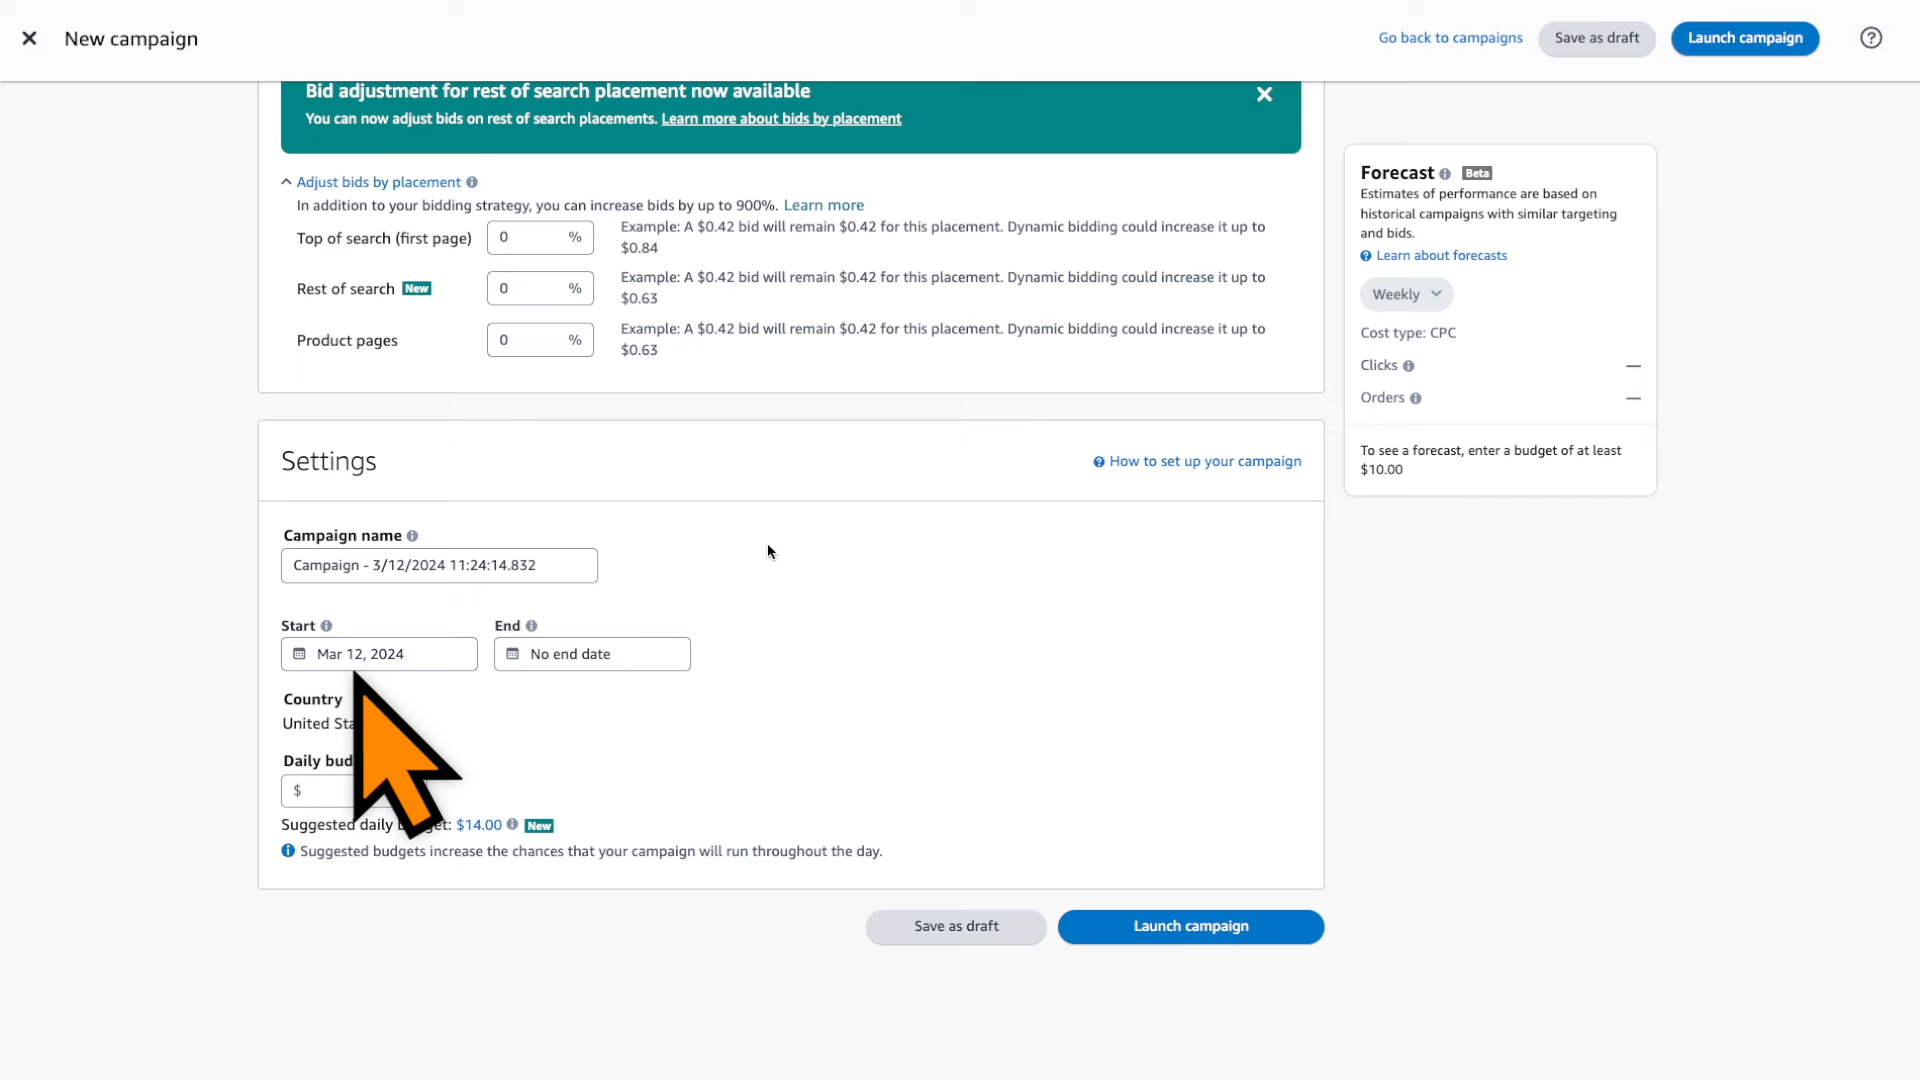 New campaign
Go back to campaigns
Save as draft
Launch campaign
Bid adjustment for rest of search placement now available
You can now adjust bids on rest of search placements. Learn more about bids by placement
Adjust bids by placement
In addition to your bidding strategy, you can increase bids by up to 900%. Learn more
Top of search (first page) 0 % Example: A $0.42 bid will remain $0.42 for this placement. Dynamic bidding could increase it up to
$0.84
Rest of search New 0 % Example: A $0.42 bid will remain $0.42 for this placement. Dynamic bidding could increase it up to
$0.63
Product pages 0 % Example: A $0.42 bid will remain $0.42 for this placement. Dynamic bidding could increase it up to
$0.63
Forecast Beta
Estimates of performance are based on
historical campaigns with similar targeting
and bids.
Learn about forecasts
Weekly
Cost type: CPC
Clicks —
Orders —
To see a forecast, enter a budget of at least
$10.00
Settings
How to set up your campaign
Campaign name
Campaign - 3/12/2024 11:24:14.832
Start End
Mar 12, 2024 No end date
Country
United
Daily
$
Suggested daily $14.00 New
Suggested budgets increase the chances that your campaign will run throughout the day.
Save as draft
Launch campaign